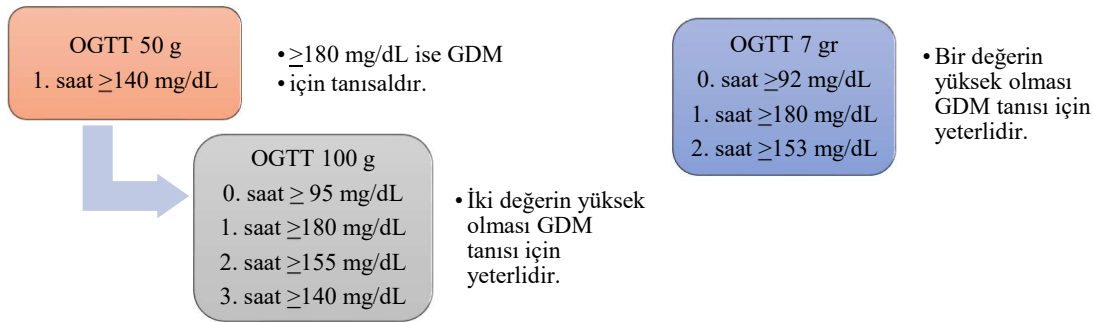 OGTT 50 g
1. saat ≥140 mg/dL
• ≥180 mg/dL ise GDM
• için tanısaldır.
OGTT 100 g
0. saat ≥ 95 mg/dL
1. saat ≥180 mg/dL
2. saat ≥155 mg/dL
3. saat ≥140 mg/dL
• İki değerin yüksek
olması GDM
tanısı için
yeterlidir.
OGTT 7 gr
0. saat ≥92 mg/dL
1. saat ≥180 mg/dL
2. saat ≥153 mg/dL
• Bir değerin
yüksek olması
GDM tanısı için
yeterlidir.